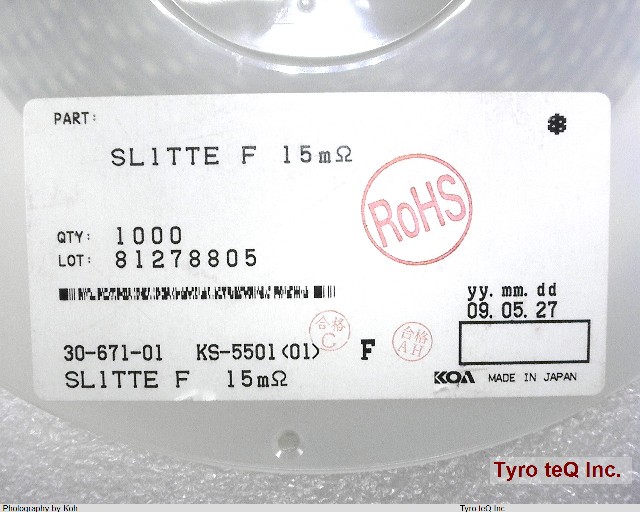 PART:
✱
SL1TTE F 15mΩ
RoHS
QTY: 1000
LOT: 81278805
yy. mm. dd
09. 05. 27
合格
C
合格
AH
30-671-01 KS-5501(01) F
SL1TTE F 15mΩ
KOA MADE IN JAPAN
Tyro teQ Inc.
Photography by Koh
Tyro teQ Inc